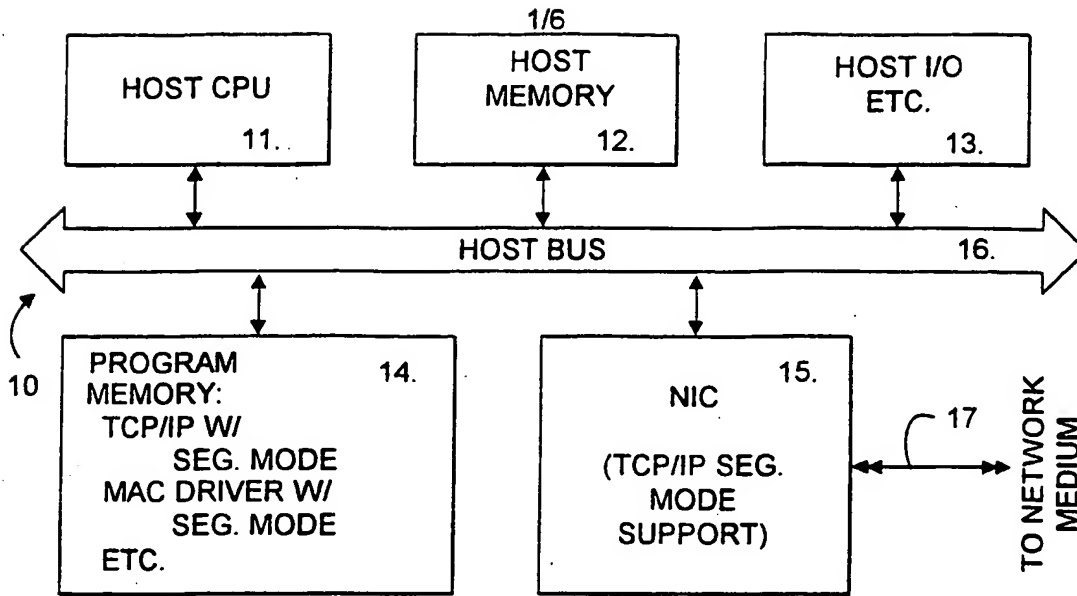 1/6
HOST CPU
11.
HOST
MEMORY
12.
HOST I/O
ETC.
13.
HOST BUS
16.
10
PROGRAM
MEMORY:
TCP/IP W/
SEG. MODE
MAC DRIVER W/
SEG. MODE
ETC.
14.
15.
NIC
(TCP/IP SEG.
MODE
SUPPORT)
17
TO NETWORK
MEDIUM